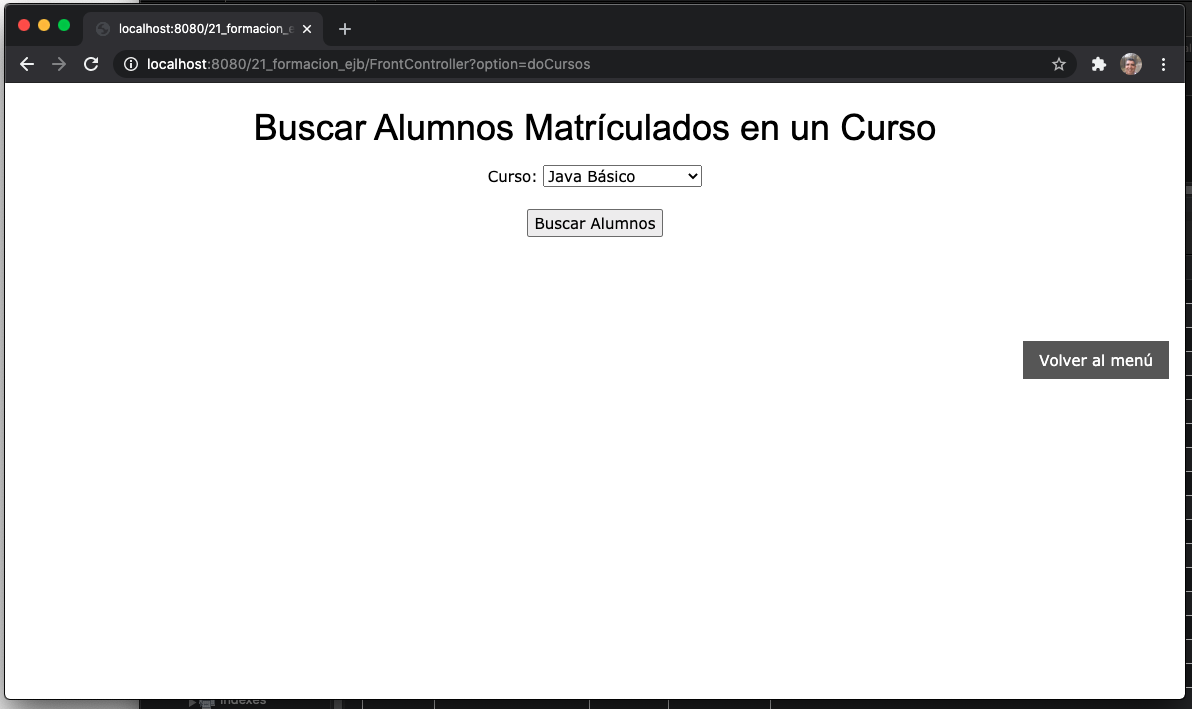 localhost:8080/21_formacion_e
localhost:8080/21_formacion_ejb/FrontController?option=doCursos
Buscar Alumnos Matrículados en un Curso
Curso: Java Básico
Buscar Alumnos
Volver al menú
Indexes